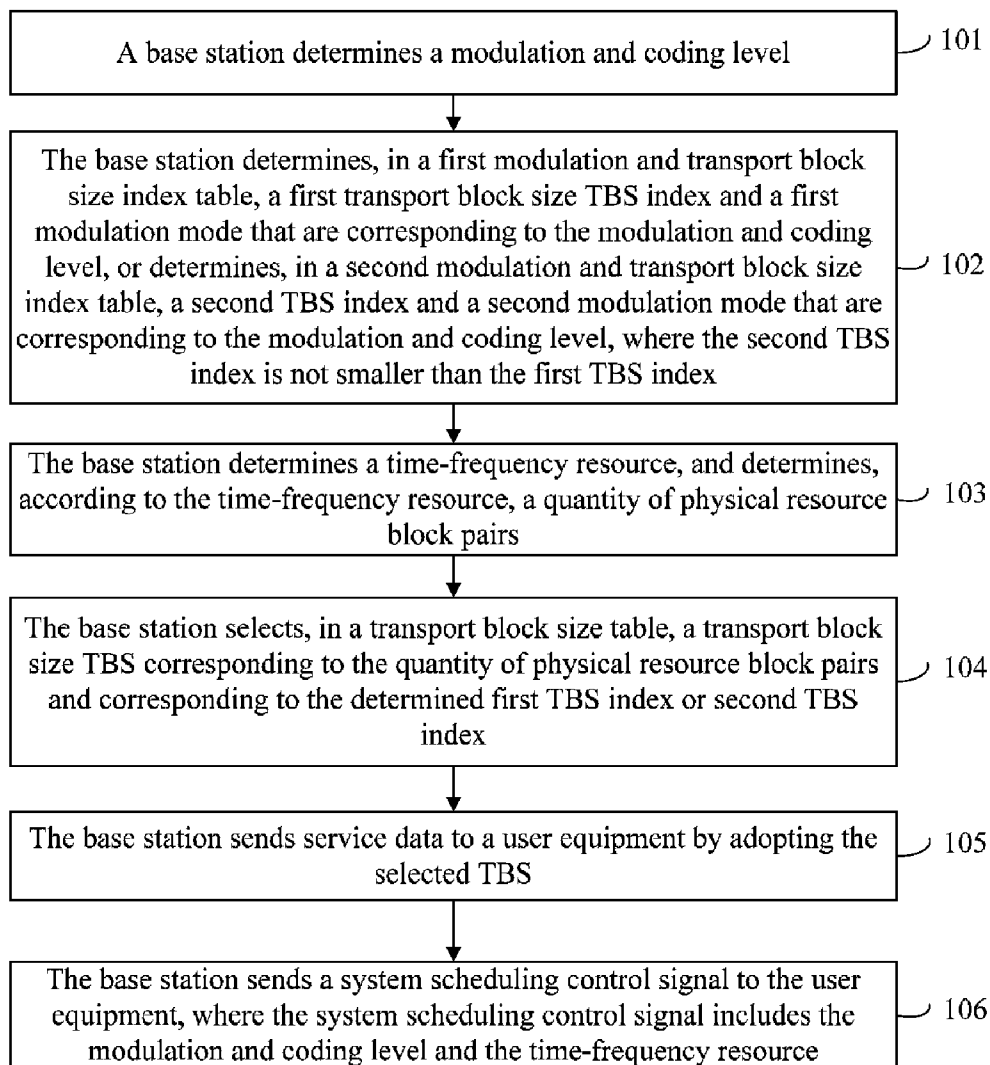 A base station determines a modulation and coding level
101
The base station determines, in a first modulation and transport block
size index table, a first transport block size TBS index and a first
modulation mode that are corresponding to the modulation and coding
level, or determines, in a second modulation and transport block size
index table, a second TBS index and a second modulation mode that are
corresponding to the modulation and coding level, where the second TBS
index is not smaller than the first TBS index
102
The base station determines a time-frequency resource, and determines,
according to the time-frequency resource, a quantity of physical resource
block pairs
103
The base station selects, in a transport block size table, a transport block
size TBS corresponding to the quantity of physical resource block pairs
and corresponding to the determined first TBS index or second TBS
index
104
The base station sends service data to a user equipment by adopting the
selected TBS
105
The base station sends a system scheduling control signal to the user
equipment, where the system scheduling control signal includes the
modulation and coding level and the time-frequency resource
106